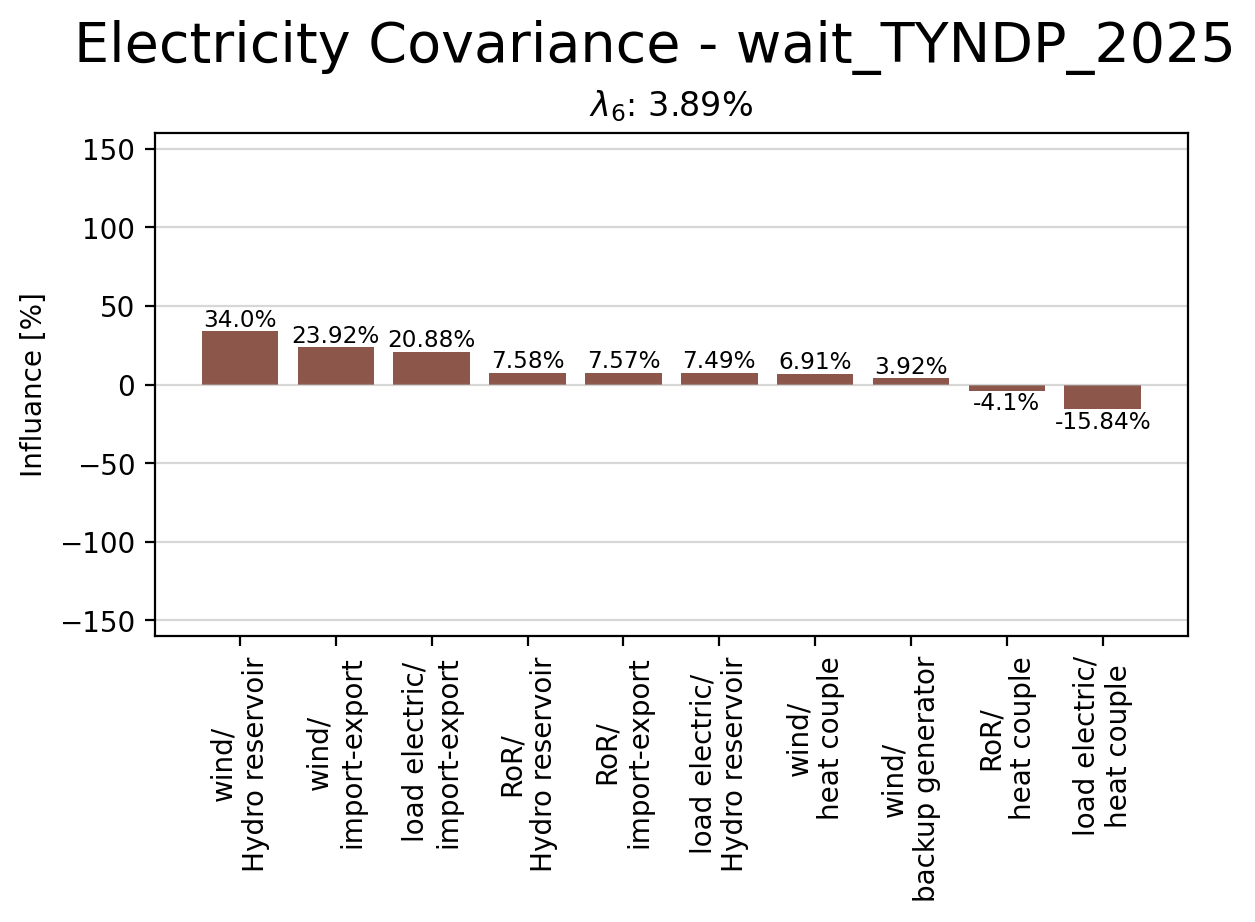 Electricity Covariance - wait_TYNDP_2025
λ6: 3.89%
Influance [%]
150
100
50
0
−50
−100
−150
34.0%
23.92%
20.88%
7.58%
7.57%
7.49%
6.91%
3.92%
-4.1%
-15.84%
wind/
Hydro reservoir
wind/
import-export
load electric/
import-export
RoR/
Hydro reservoir
RoR/
import-export
load electric/
Hydro reservoir
wind/
heat couple
wind/
backup generator
RoR/
heat couple
load electric/
heat couple